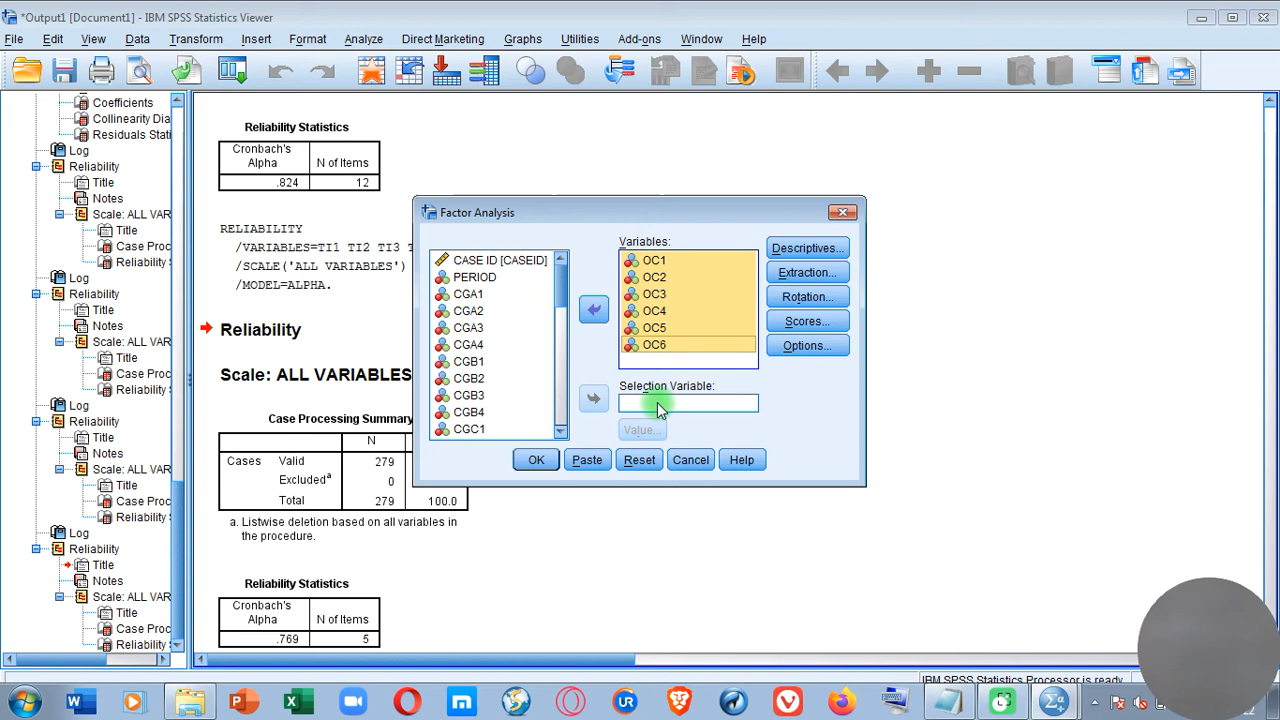 *Output1 [Document1] - IBM SPSS Statistics Viewer
File Edit View Data Transform Insert Format Analyze Direct Marketing Graphs Utilities Add-ons Window Help
Coefficients
Collinearity Dia
Residuals Stati
Log
Reliability
Title
Notes
Scale: ALL VAR
Title
Case Proc
Reliability
Log
Reliability
Title
Notes
Scale: ALL VAR
Title
Case Proc
Reliability
Log
Reliability
Title
Notes
Scale: ALL VAR
Title
Case Proc
Reliability
Log
Reliability
Title
Notes
Scale: ALL VAR
Title
Case Proc
Reliability
Reliability Statistics
Cronbach's Alpha N of Items
.824 12
RELIABILITY
/VARIABLES=TI1 TI2 TI3
/SCALE('ALL VARIABLES')
/MODEL=ALPHA.
Reliability
Scale: ALL VARIABLES
Case Processing Summary
N
Cases Valid 279
Excludedª 0
Total 279 100.0
a. Listwise deletion based on all variables in
the procedure.
Reliability Statistics
Cronbach's Alpha N of Items
.769 5
Factor Analysis
CASE ID [CASEID]
PERIOD
CGA1
CGA2
CGA3
CGA4
CGB1
CGB2
CGB3
CGB4
CGC1
Variables:
OC1
OC2
OC3
OC4
OC5
OC6
Selection Variable:
Value...
Descriptives...
Extraction...
Rotation...
Scores...
Options...
OK Paste Reset Cancel Help
IBM SPSS Statistics Processor is ready